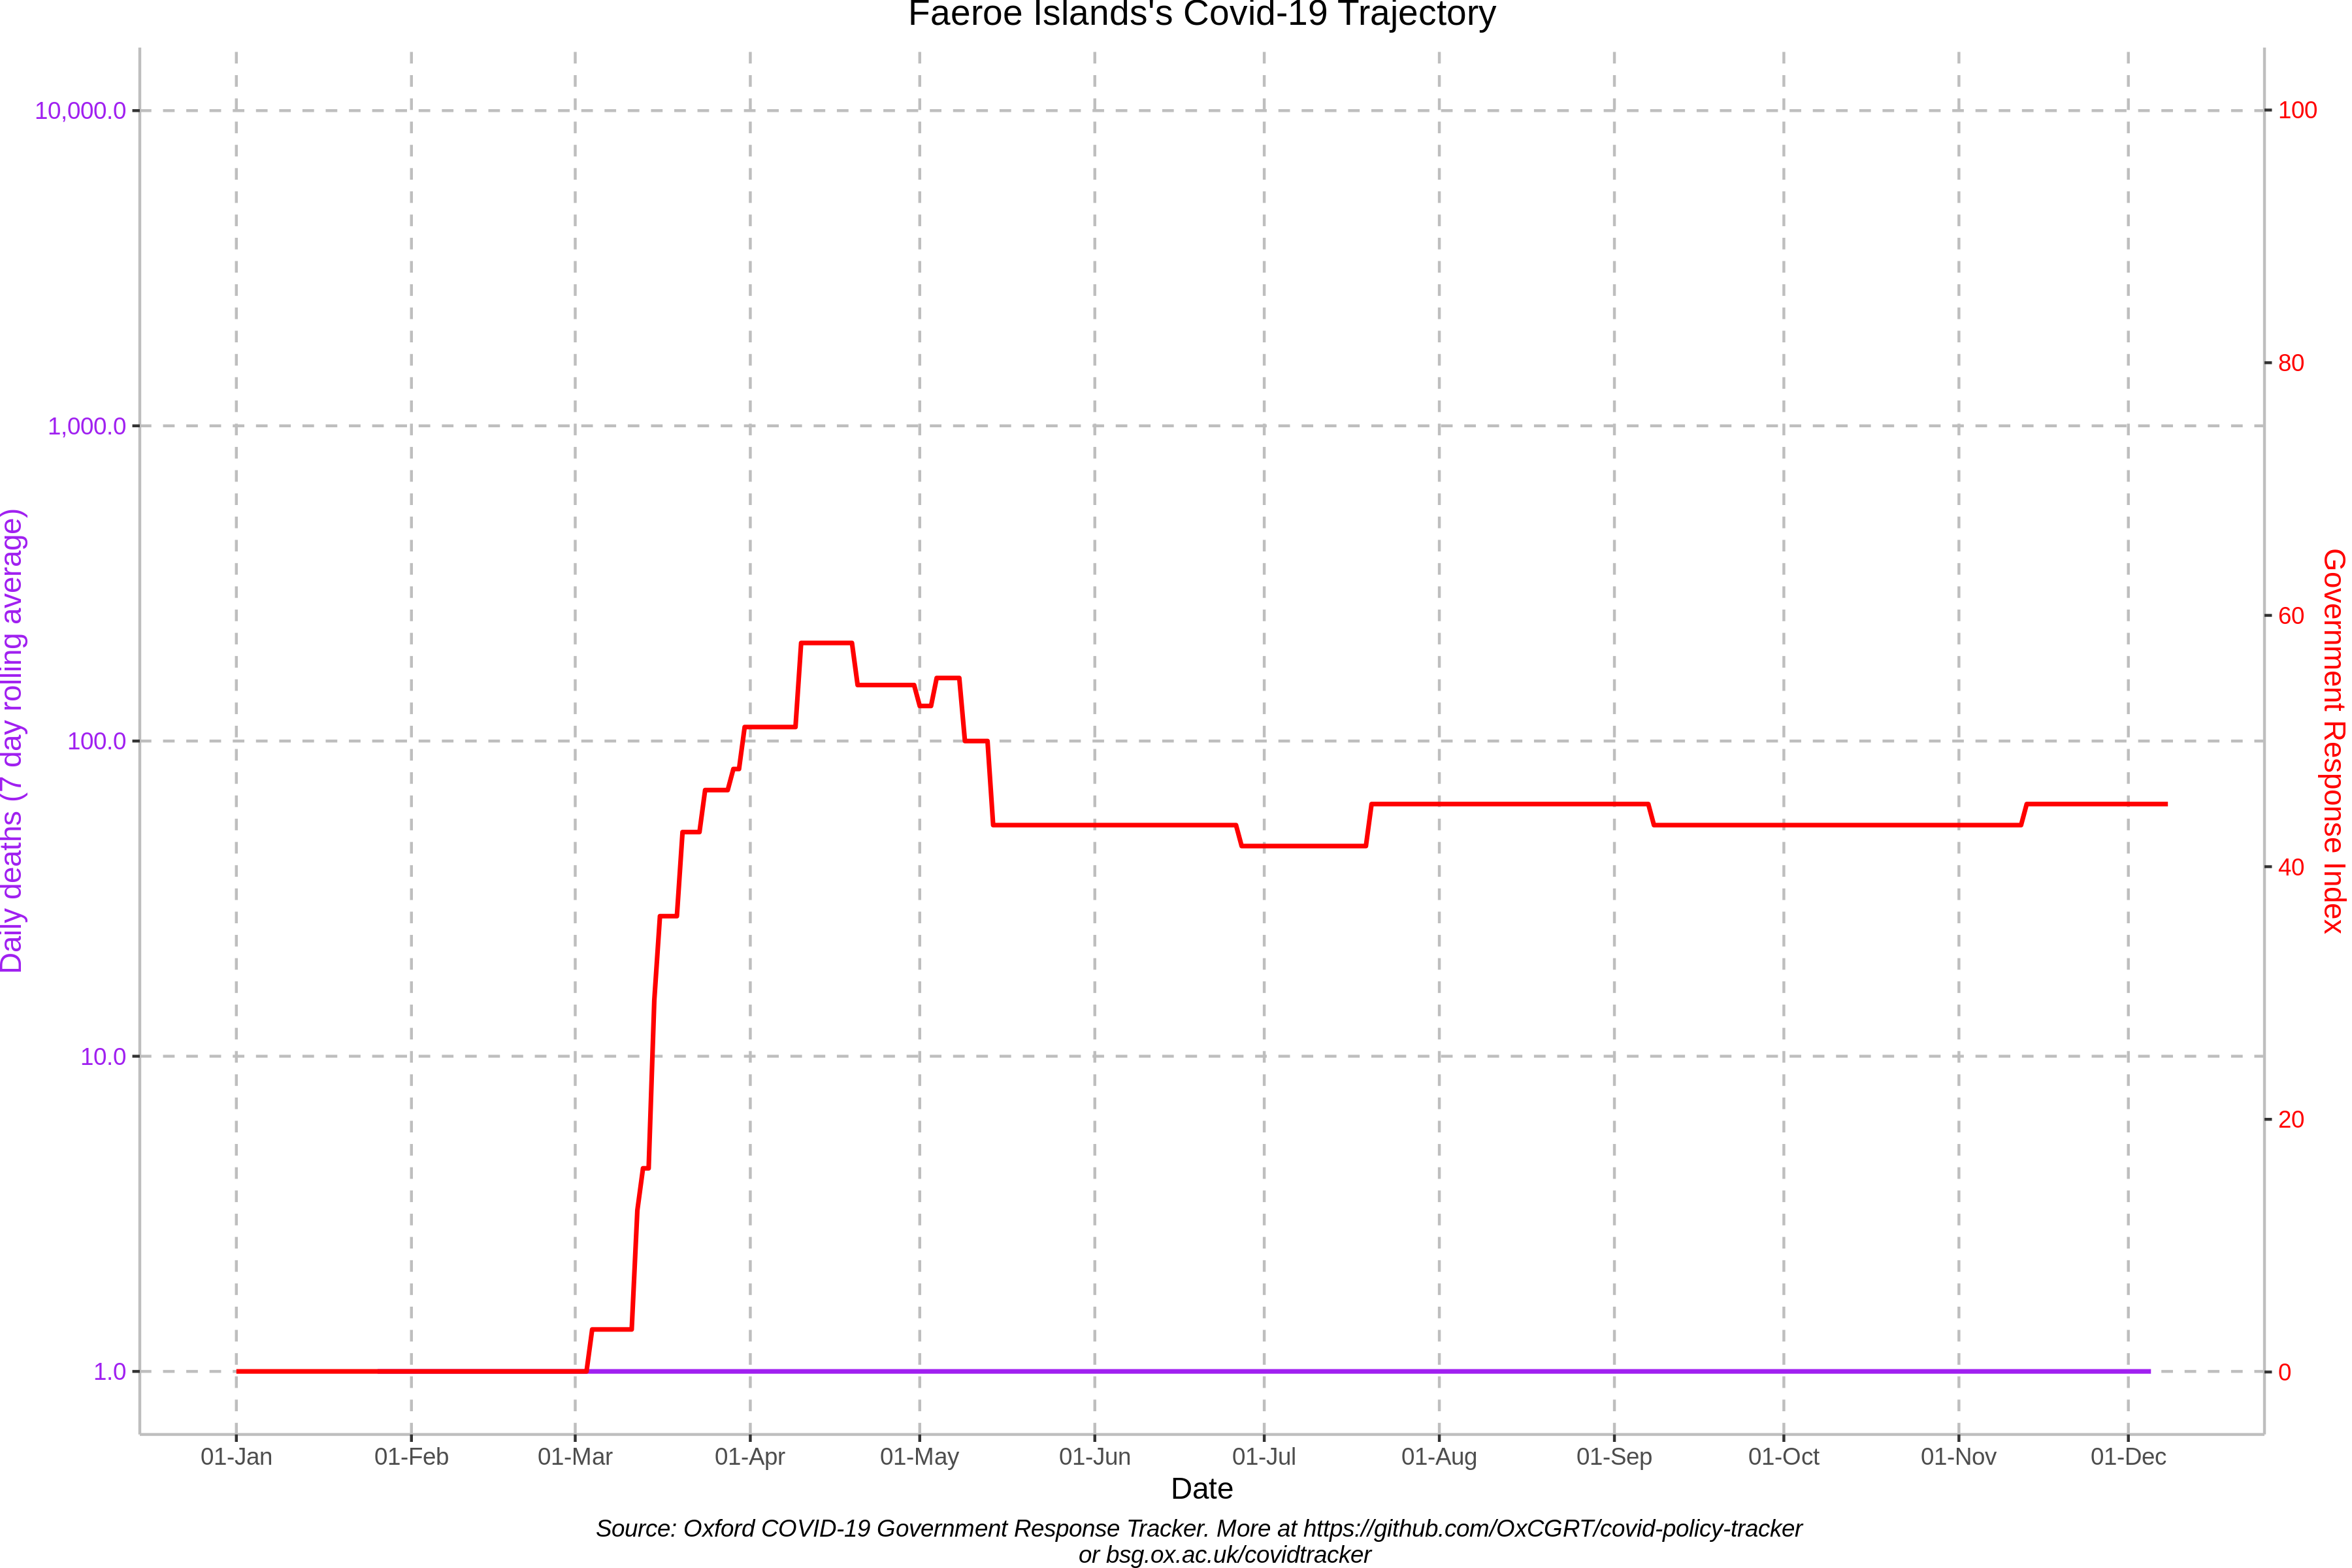 Faeroe Islands's Covid-19 Trajectory
10,000.0
1,000.0
100.0
10.0
1.0
Daily deaths (7 day rolling average)
100
80
60
40
20
0
Government Response Index
01-Jan
01-Feb
01-Mar
01-Apr
01-May
01-Jun
01-Jul
01-Aug
01-Sep
01-Oct
01-Nov
01-Dec
Date
Source: Oxford COVID-19 Government Response Tracker. More at https://github.com/OxCGRT/covid-policy-tracker
or bsg.ox.ac.uk/covidtracker